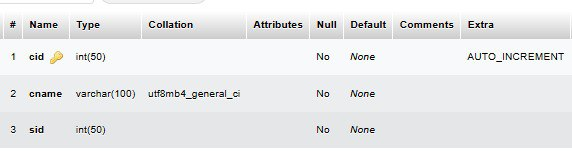 # Name Type Collation Attributes Null Default Comments Extra
1 cid int(50) No None AUTO_INCREMENT
2 cname varchar(100) utf8mb4_general_ci No None
3 sid int(50) No None